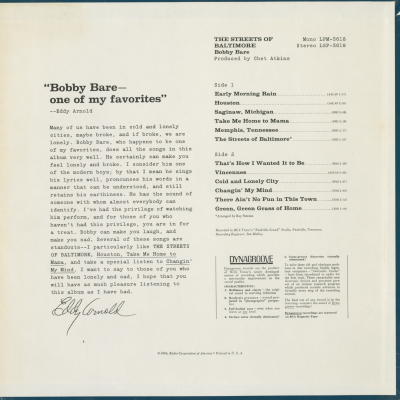 THE STREETS OF
BALTIMORE
Bobby Bare
Produced by Chet Atkins
Mono LPM-3618
Stereo LSP-3618
"Bobby Bare—
one of my favorites"
--Eddy Arnold
Many of us have been in cold and lonely
cities, maybe broke, and if broke, we are
lonely. Bobby Bare, who happens to be one
of my favorites, does all the songs in this
album very well. He certainly can make you
feel lonely and broke. I consider him one
of the modern boys; by that I mean he sings
his lyrics well, pronounces his words in a
manner that can be understood, and still
retains his earthiness. He has the sound of
someone with whom almost everybody can
identify. I've had the privilege of watching
him perform, and for those of you who
haven't had this privilege, you are in for
a treat. Bobby can make you laugh, and
make you sad. Several of these songs are
standouts--I particularly like THE STREETS
OF BALTIMORE, Houston, Take Me Home to
Mama, and take a special listen to Changin'
My Mind. I want to say to those of you who
have been lonely and sad, I hope that you
will have as much pleasure listening to
this album as I have had.
Eddy Arnold
Side 1
Early Morning Rain
Houston
Saginaw, Michigan
Take Me Home to Mama
Memphis, Tennessee
The Streets of Baltimore*
Side 2
That's How I Wanted It to Be
Vincennes
Cold and Lonely City
Changin' My Mind
There Ain't No Fun in This Town
Green, Green Grass of Home
Recorded in RCA Victor's "Nashville Sound" Studio, Nashville, Tennessee.
DYNAGROOVE